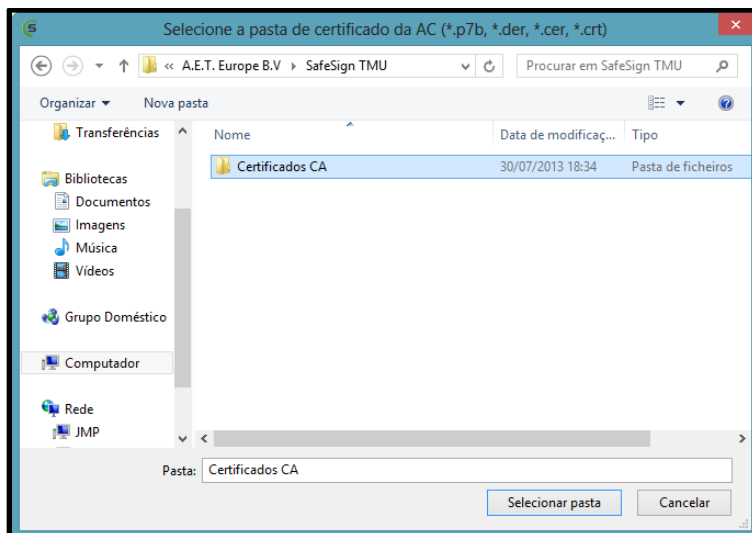 Selecione a pasta de certificado da AC (*.p7b, *.der, *.cer, *.crt)
« A.E.T. Europe B.V SafeSign TMU
Procurar em SafeSign TMU
Organizar Nova pasta
Transferências
Bibliotecas
Documentos
Imagens
Música
Vídeos
Grupo Doméstico
Computador
Rede
JMP
Nome Data de modificaç... Tipo
Certificados CA 30/07/2013 18:34 Pasta de ficheiros
Pasta: Certificados CA
Selecionar pasta Cancelar